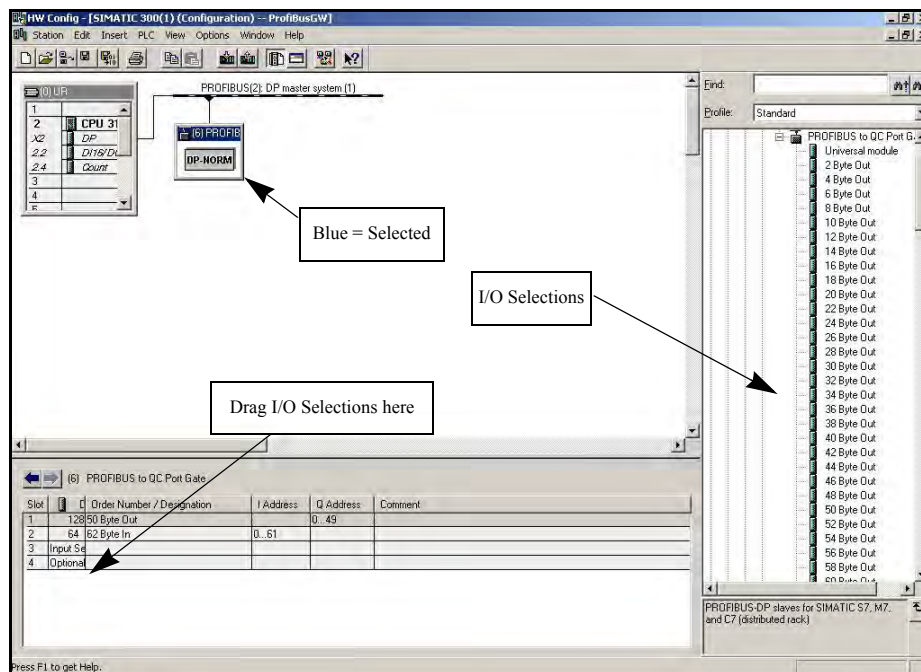 HW Config - [SIMATIC 300(1) (Configuration) -- ProfiBusGW]
Station Edit Insert PLC View Options Window Help
(0) UR
1
2 CPU 31
X2 DP
2.2 DI16/D
2.4 Count
3
4
5
PROFIBUS(2): DP master system (1)
(6) PROFIB
DP-NORM
Blue = Selected
I/O Selections
Drag I/O Selections here
Find:
Profile: Standard
PROFIBUS to QC Port G
Universal module
2 Byte Out
4 Byte Out
6 Byte Out
8 Byte Out
10 Byte Out
12 Byte Out
14 Byte Out
16 Byte Out
18 Byte Out
20 Byte Out
22 Byte Out
24 Byte Out
26 Byte Out
28 Byte Out
30 Byte Out
32 Byte Out
34 Byte Out
36 Byte Out
38 Byte Out
40 Byte Out
42 Byte Out
44 Byte Out
46 Byte Out
48 Byte Out
50 Byte Out
52 Byte Out
54 Byte Out
56 Byte Out
58 Byte Out
60 Byte Out
(6) PROFIBUS to QC Port Gate
Slot D Order Number / Designation I Address Q Address Comment
1 128 50 Byte Out 0...49
2 64 62 Byte In 0...61
3 Input Se
4 Optional
PROFIBUS-DP slaves for SIMATIC S7, M7,
and C7 (distributed rack)
Press F1 to get Help.